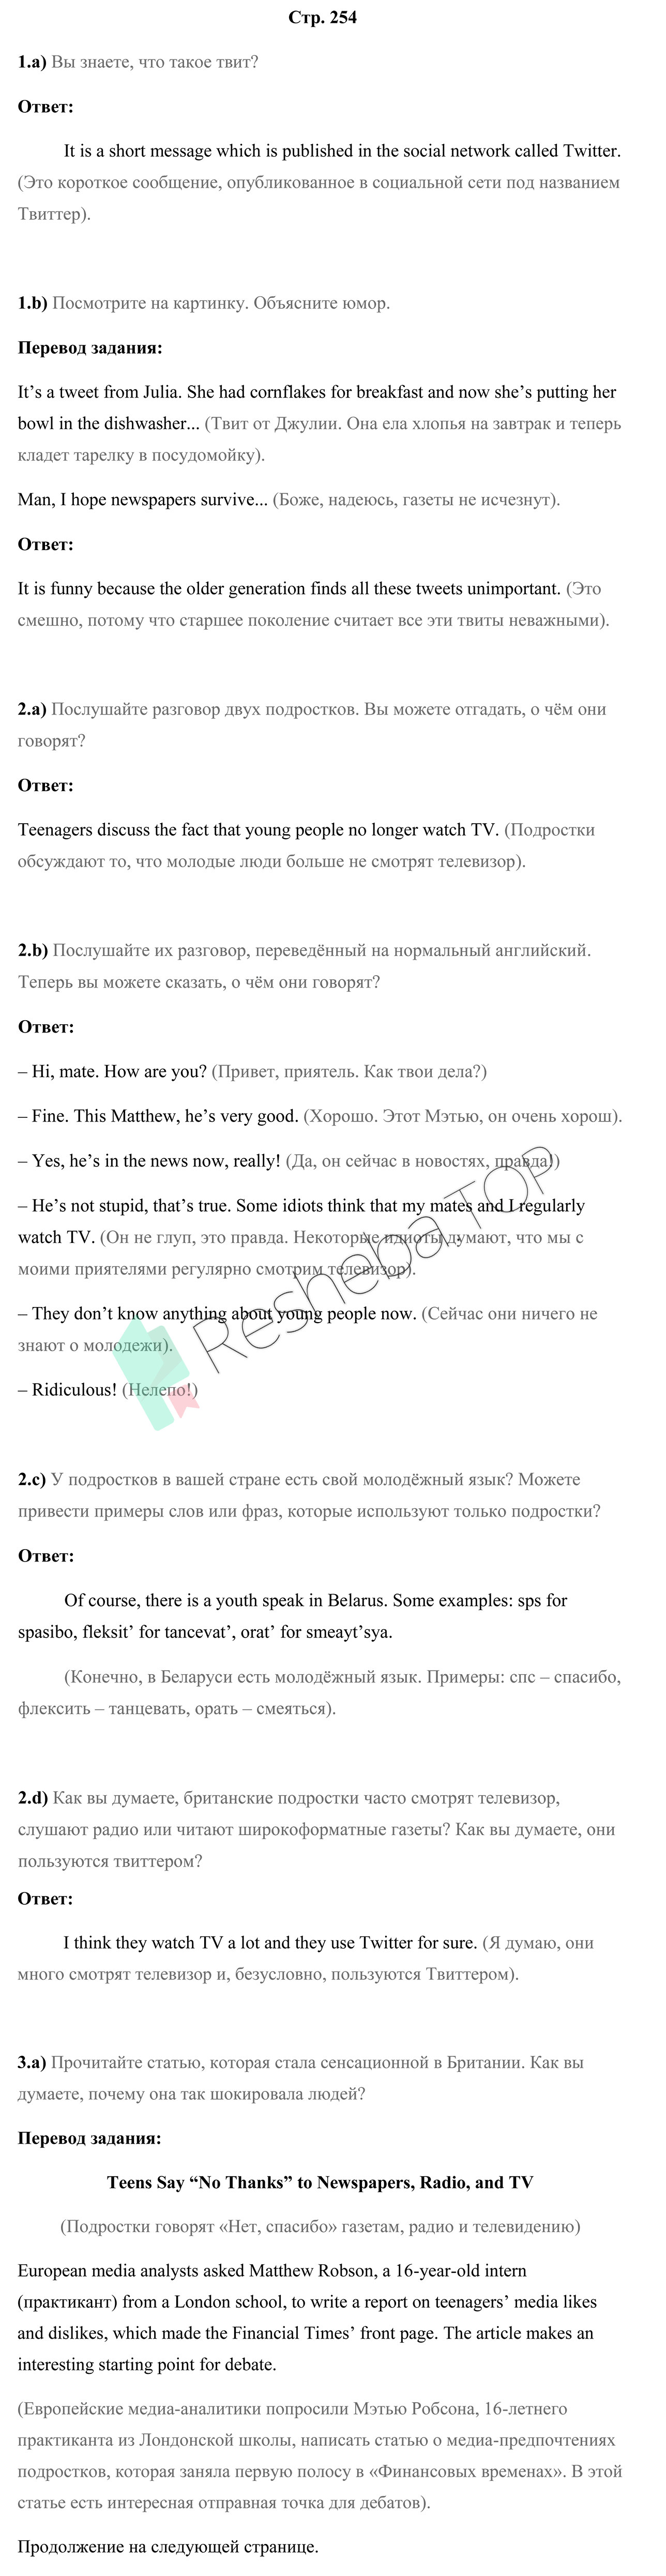 Стр. 254
1.a) Вы знаете, что такое твит?
Ответ:
It is a short message which is published in the social network called Twitter.
(Это короткое сообщение, опубликованное в социальной сети под названием
Твиттер).
1.b) Посмотрите на картинку. Объясните юмор.
Перевод задания:
It’s a tweet from Julia. She had cornflakes for breakfast and now she’s putting her
bowl in the dishwasher... (Твит от Джулии. Она ела хлопья на завтрак и теперь
кладет тарелку в посудомойку).
Man, I hope newspapers survive... (Боже, надеюсь, газеты не исчезнут).
Ответ:
It is funny because the older generation finds all these tweets unimportant. (Это
смешно, потому что старшее поколение считает все эти твиты неважными).
2.a) Послушайте разговор двух подростков. Вы можете отгадать, о чём они
говорят?
Ответ:
Teenagers discuss the fact that young people no longer watch TV. (Подростки
обсуждают то, что молодые люди больше не смотрят телевизор).
2.b) Послушайте их разговор, переведённый на нормальный английский.
Теперь вы можете сказать, о чём они говорят?
Ответ:
– Hi, mate. How are you? (Привет, приятель. Как твои дела?)
– Fine. This Matthew, he’s very good. (Хорошо. Этот Мэтью, он очень хорош).
– Yes, he’s in the news now, really! (Да, он сейчас в новостях, правда!)
– He’s not stupid, that’s true. Some idiots think that my mates and I regularly
watch TV. (Он не глуп, это правда. Некоторые идиоты думают, что мы с
моими приятелями регулярно смотрим телевизор).
– They don’t know anything about young people now. (Сейчас они ничего не
знают о молодежи).
– Ridiculous! (Нелепо!)
Resheba.TOP
2.c) У подростков в вашей стране есть свой молодёжный язык? Можете
привести примеры слов или фраз, которые используют только подростки?
Ответ:
Of course, there is a youth speak in Belarus. Some examples: sps for
spasibo, fleksit’ for tancevat’, orat’ for smeayt’sya.
(Конечно, в Беларуси есть молодёжный язык. Примеры: спс – спасибо,
флексить – танцевать, орать – смеяться).
2.d) Как вы думаете, британские подростки часто смотрят телевизор,
слушают радио или читают широкоформатные газеты? Как вы думаете, они
пользуются твиттером?
Ответ:
I think they watch TV a lot and they use Twitter for sure. (Я думаю, они
много смотрят телевизор и, безусловно, пользуются Твиттером).
3.a) Прочитайте статью, которая стала сенсационной в Британии. Как вы
думаете, почему она так шокировала людей?
Перевод задания:
Teens Say “No Thanks” to Newspapers, Radio, and TV
(Подростки говорят «Нет, спасибо» газетам, радио и телевидению)
European media analysts asked Matthew Robson, a 16-year-old intern
(практикант) from a London school, to write a report on teenagers’ media likes
and dislikes, which made the Financial Times’ front page. The article makes an
interesting starting point for debate.
(Европейские медиа-аналитики попросили Мэтью Робсона, 16-летнего
практиканта из Лондонской школы, написать статью о медиа-предпочтениях
подростков, которая заняла первую полосу в «Финансовых временах». В этой
статье есть интересная отправная точка для дебатов).
Продолжение на следующей странице.